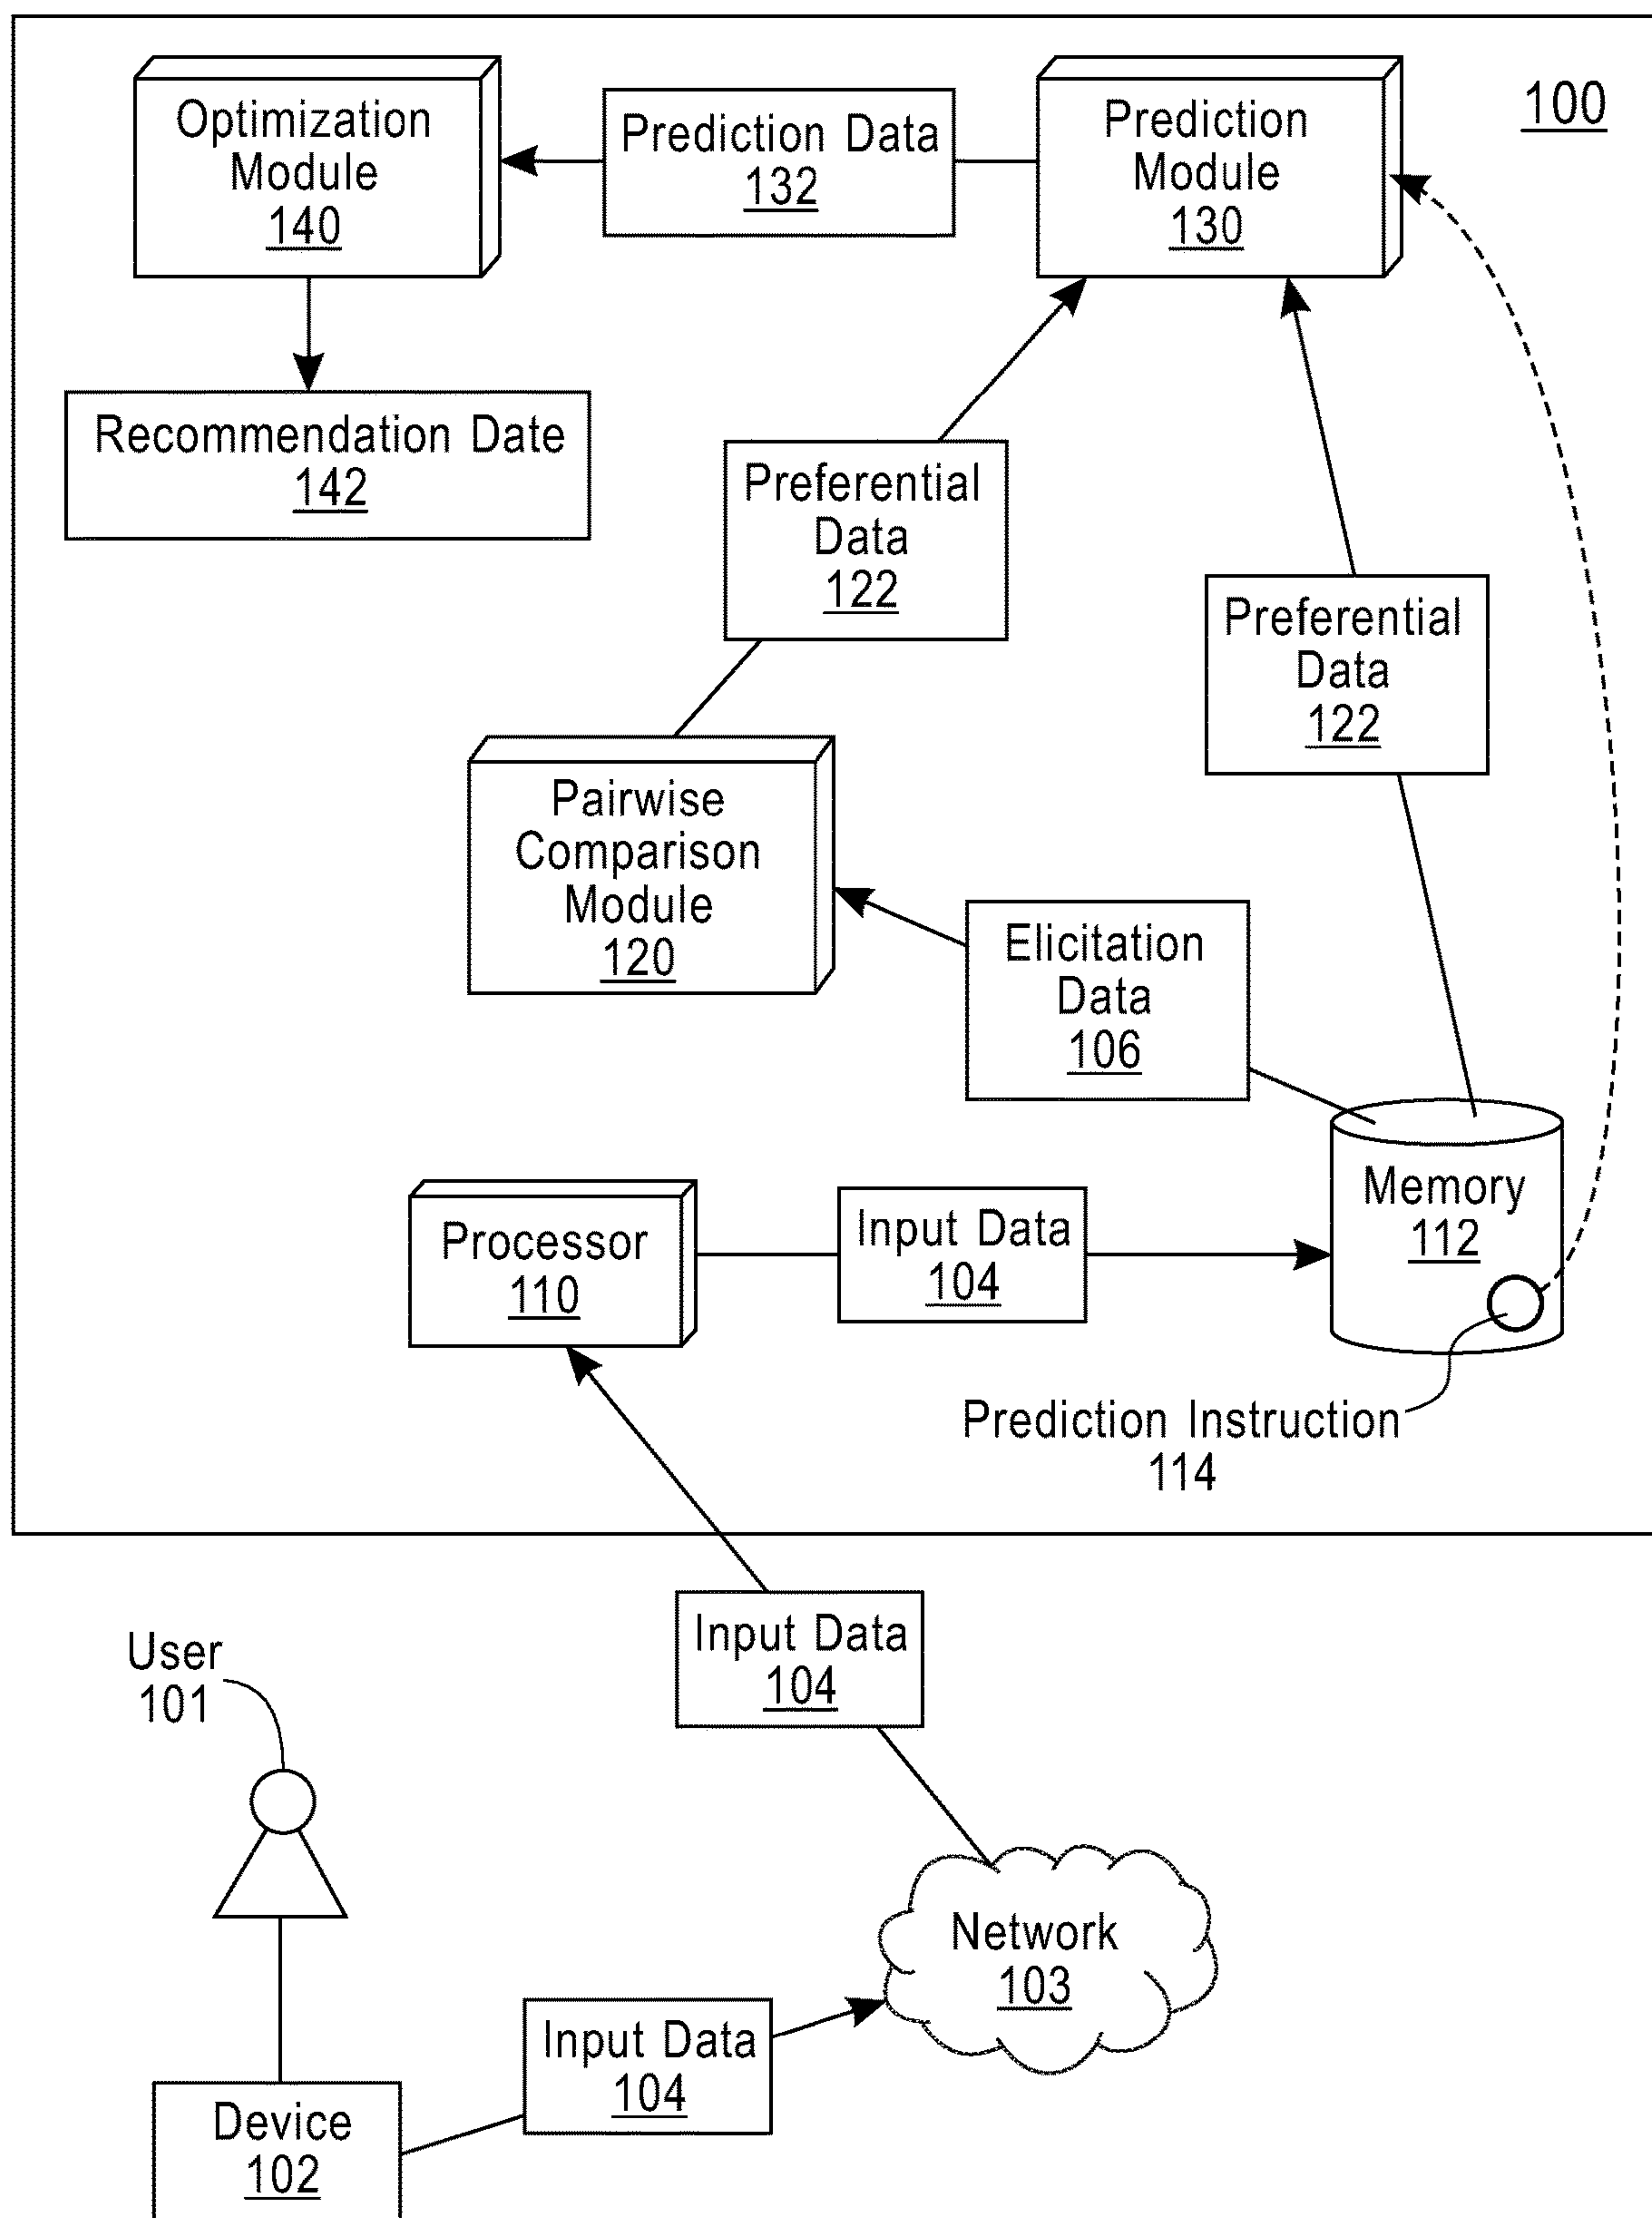 100
Optimization
Module
140
Prediction Data
132
Prediction
Module
130
Recommendation Date
142
Preferential
Data
122
Preferential
Data
122
Pairwise
Comparison
Module
120
Elicitation
Data
106
Processor
110
Input Data
104
Memory
112
Prediction Instruction
114
Input Data
104
User
101
Network
103
Input Data
104
Device
102